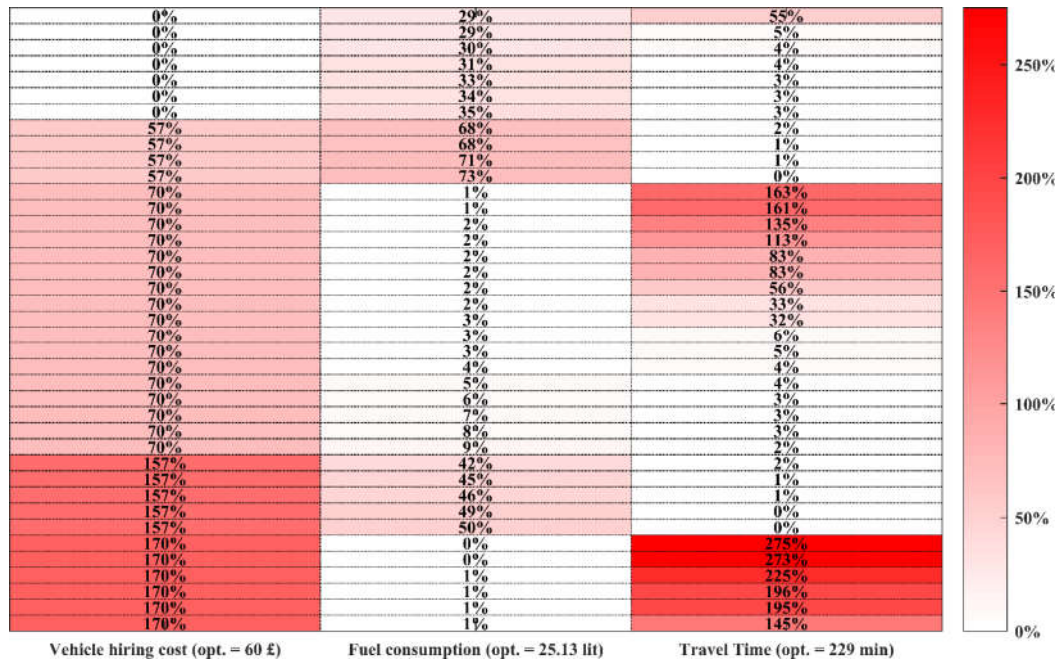 0% 29% 55%
0% 29% 5%
0% 30% 4%
0% 31% 4%
0% 33% 3%
0% 34% 3%
0% 35% 3%
57% 68% 2%
57% 68% 1%
57% 71% 1%
57% 73% 0%
70% 1% 163%
70% 1% 161%
70% 2% 135%
70% 2% 113%
70% 2% 83%
70% 2% 83%
70% 2% 56%
70% 2% 33%
70% 3% 32%
70% 3% 6%
70% 3% 5%
70% 4% 4%
70% 5% 4%
70% 6% 3%
70% 7% 3%
70% 8% 3%
70% 9% 2%
157% 42% 2%
157% 45% 1%
157% 46% 1%
157% 49% 0%
157% 50% 0%
170% 0% 275%
170% 0% 273%
170% 1% 225%
170% 1% 196%
170% 1% 195%
170% 1% 145%
Vehicle hiring cost (opt. = 60 £) Fuel consumption (opt. = 25.13 lit) Travel Time (opt. = 229 min)
250%
200%
150%
100%
50%
0%